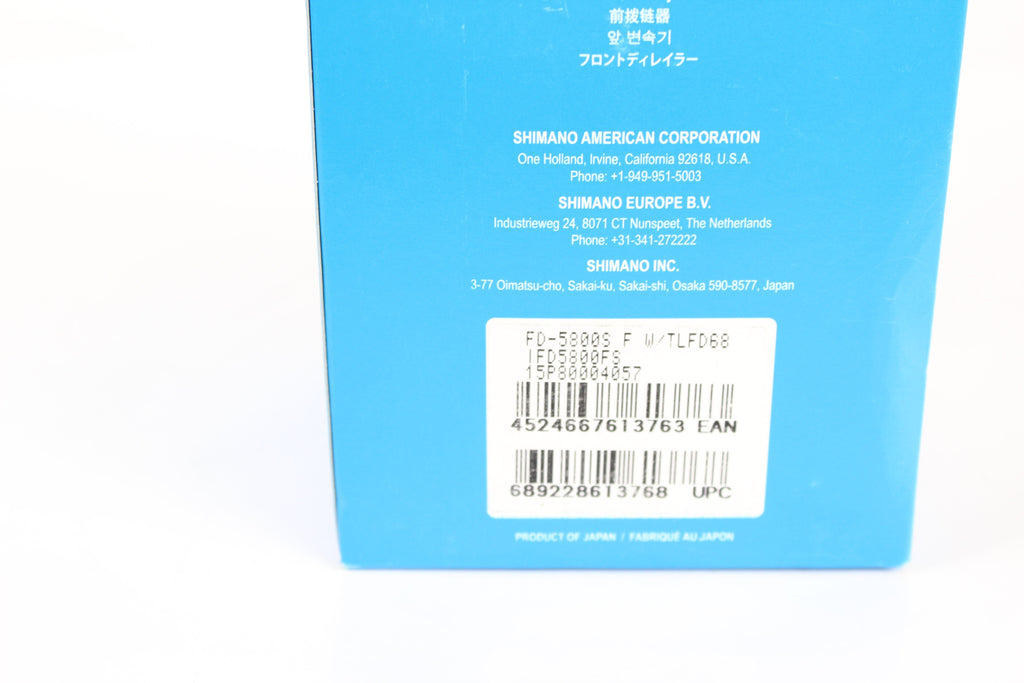 前拨链器
앞 변속기
フロントディレイラー
SHIMANO AMERICAN CORPORATION
One Holland, Irvine, California 92618, U.S.A.
Phone: +1-949-951-5003
SHIMANO EUROPE B.V.
Industrieweg 24, 8071 CT Nunspeet, The Netherlands
Phone: +31-341-272222
SHIMANO INC.
3-77 Oimatsu-cho, Sakai-ku, Sakai-shi, Osaka 590-8577, Japan
FD-5800S F W/TLFD68
IFD5800FS
15P80004057
4524667613763 EAN
689228613768 UPC
PRODUCT OF JAPAN / FABRIQUÉ AU JAPON